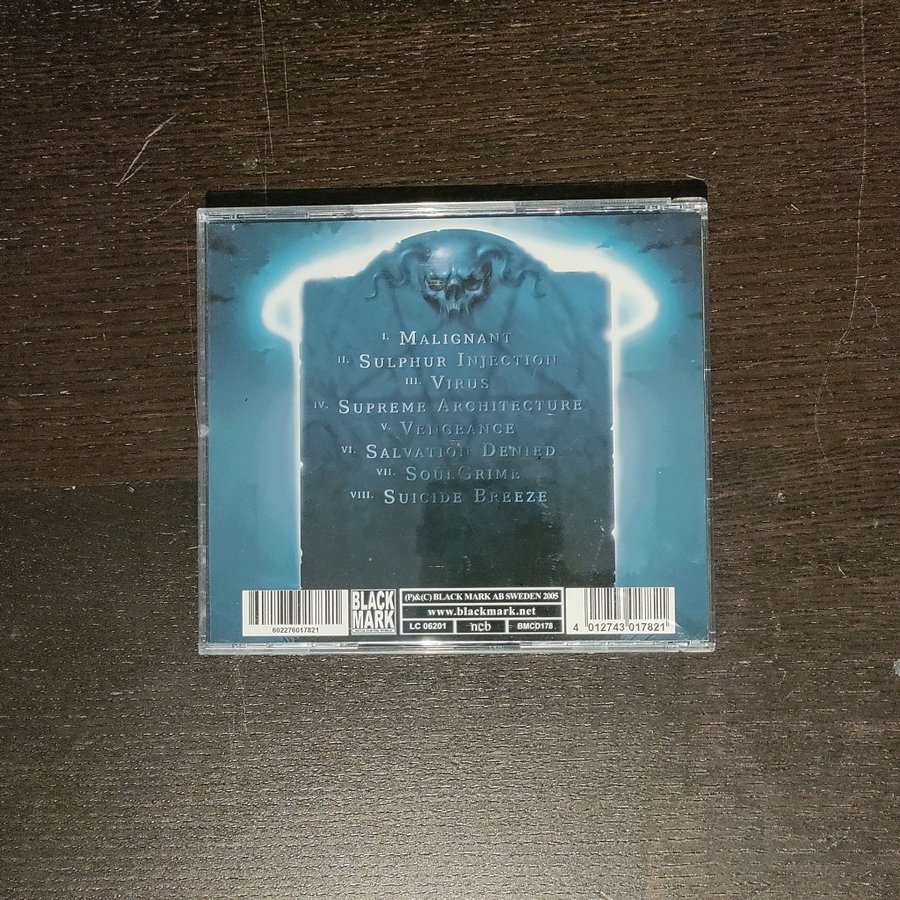 I. Malignant
II. Sulphur Injection
III. Virus
IV. Supreme Architecture
V. Vengeance
VI. Salvation Denied
VII. SoulGrime
VIII. Suicide Breeze
602276017821
BLACK MARK
(P)&(C) BLACK MARK AB SWEDEN 2005
www.blackmark.net
LC 06201 ncb BMCD178
4 012743 017821